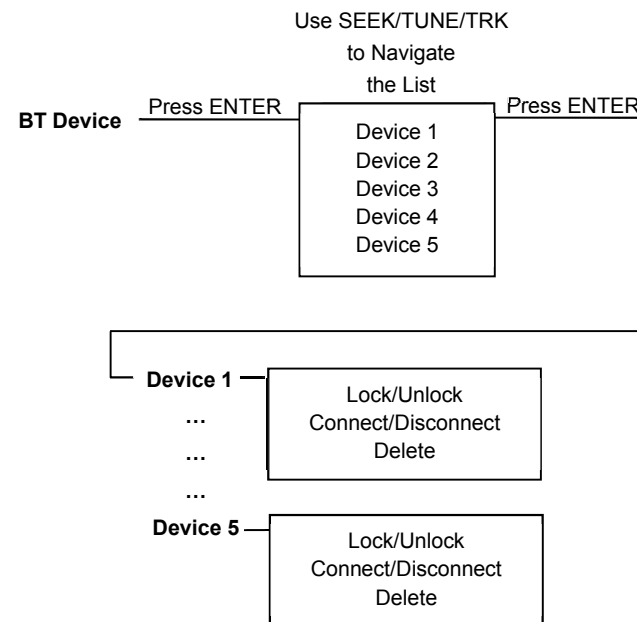 Use SEEK/TUNE/TRK
to Navigate
the List
BT Device
Press ENTER
Press ENTER
Device 1
Device 2
Device 3
Device 4
Device 5
Device 1
Lock/Unlock
Connect/Disconnect
Delete
...
...
...
Device 5
Lock/Unlock
Connect/Disconnect
Delete